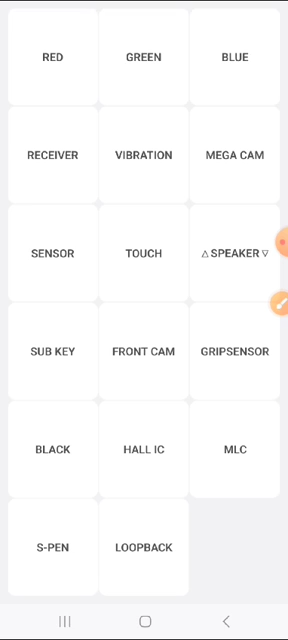 RED GREEN BLUE
RECEIVER VIBRATION MEGA CAM
SENSOR TOUCH △ SPEAKER ▽
SUB KEY FRONT CAM GRIPSENSOR
BLACK HALL IC MLC
S-PEN LOOPBACK